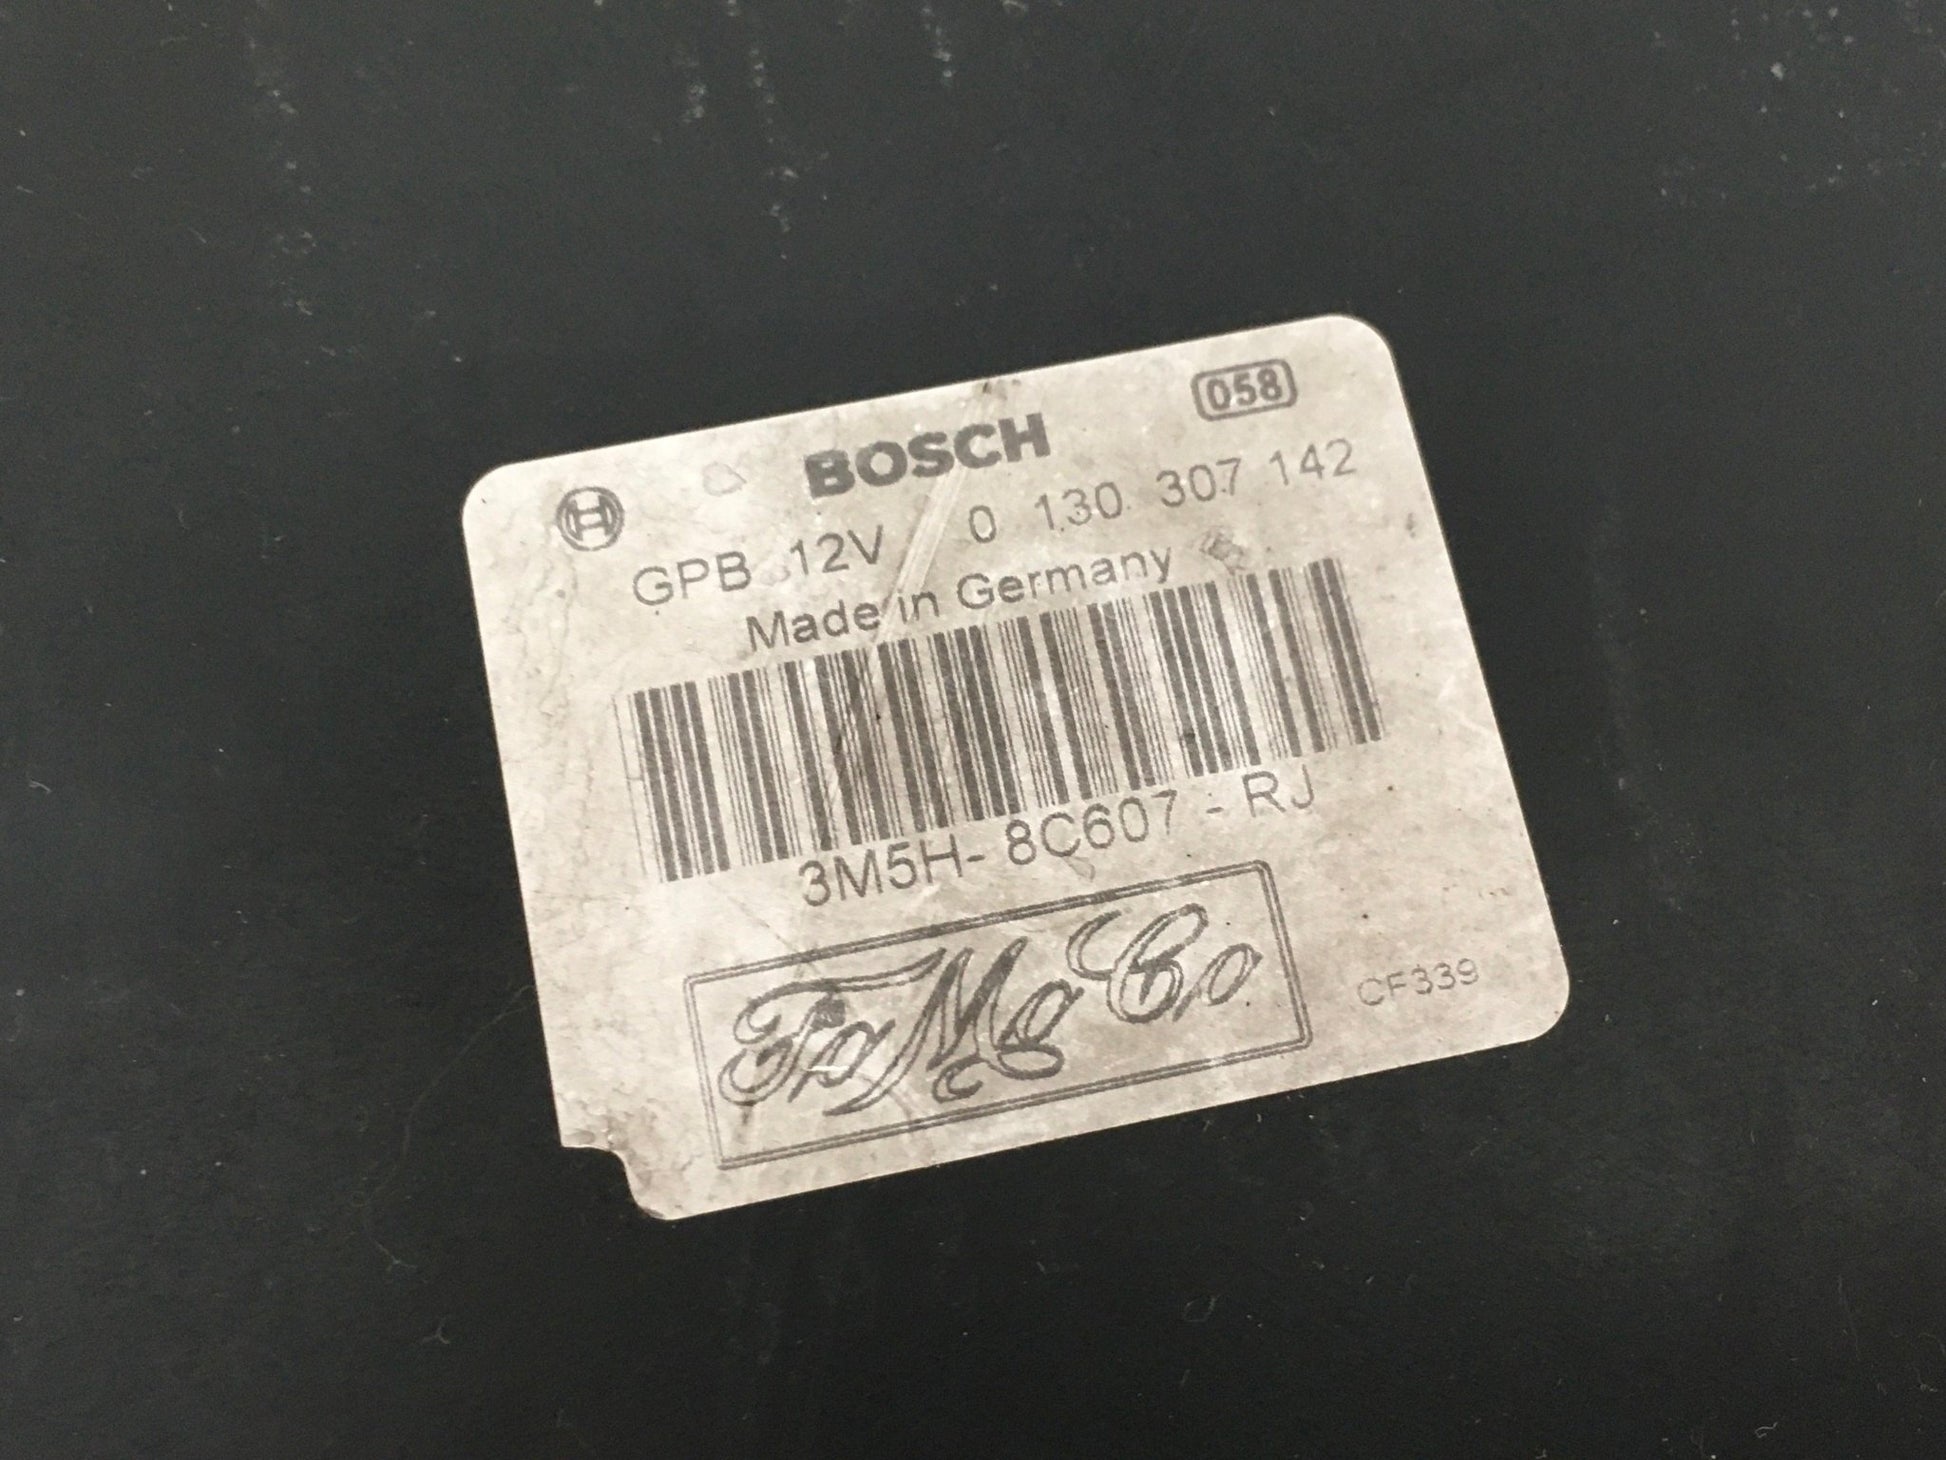 058
BOSCH
GPB 12V 0 130 307 142
Made in Germany
3M5H-8C607-RJ
FoMoCo
CF339